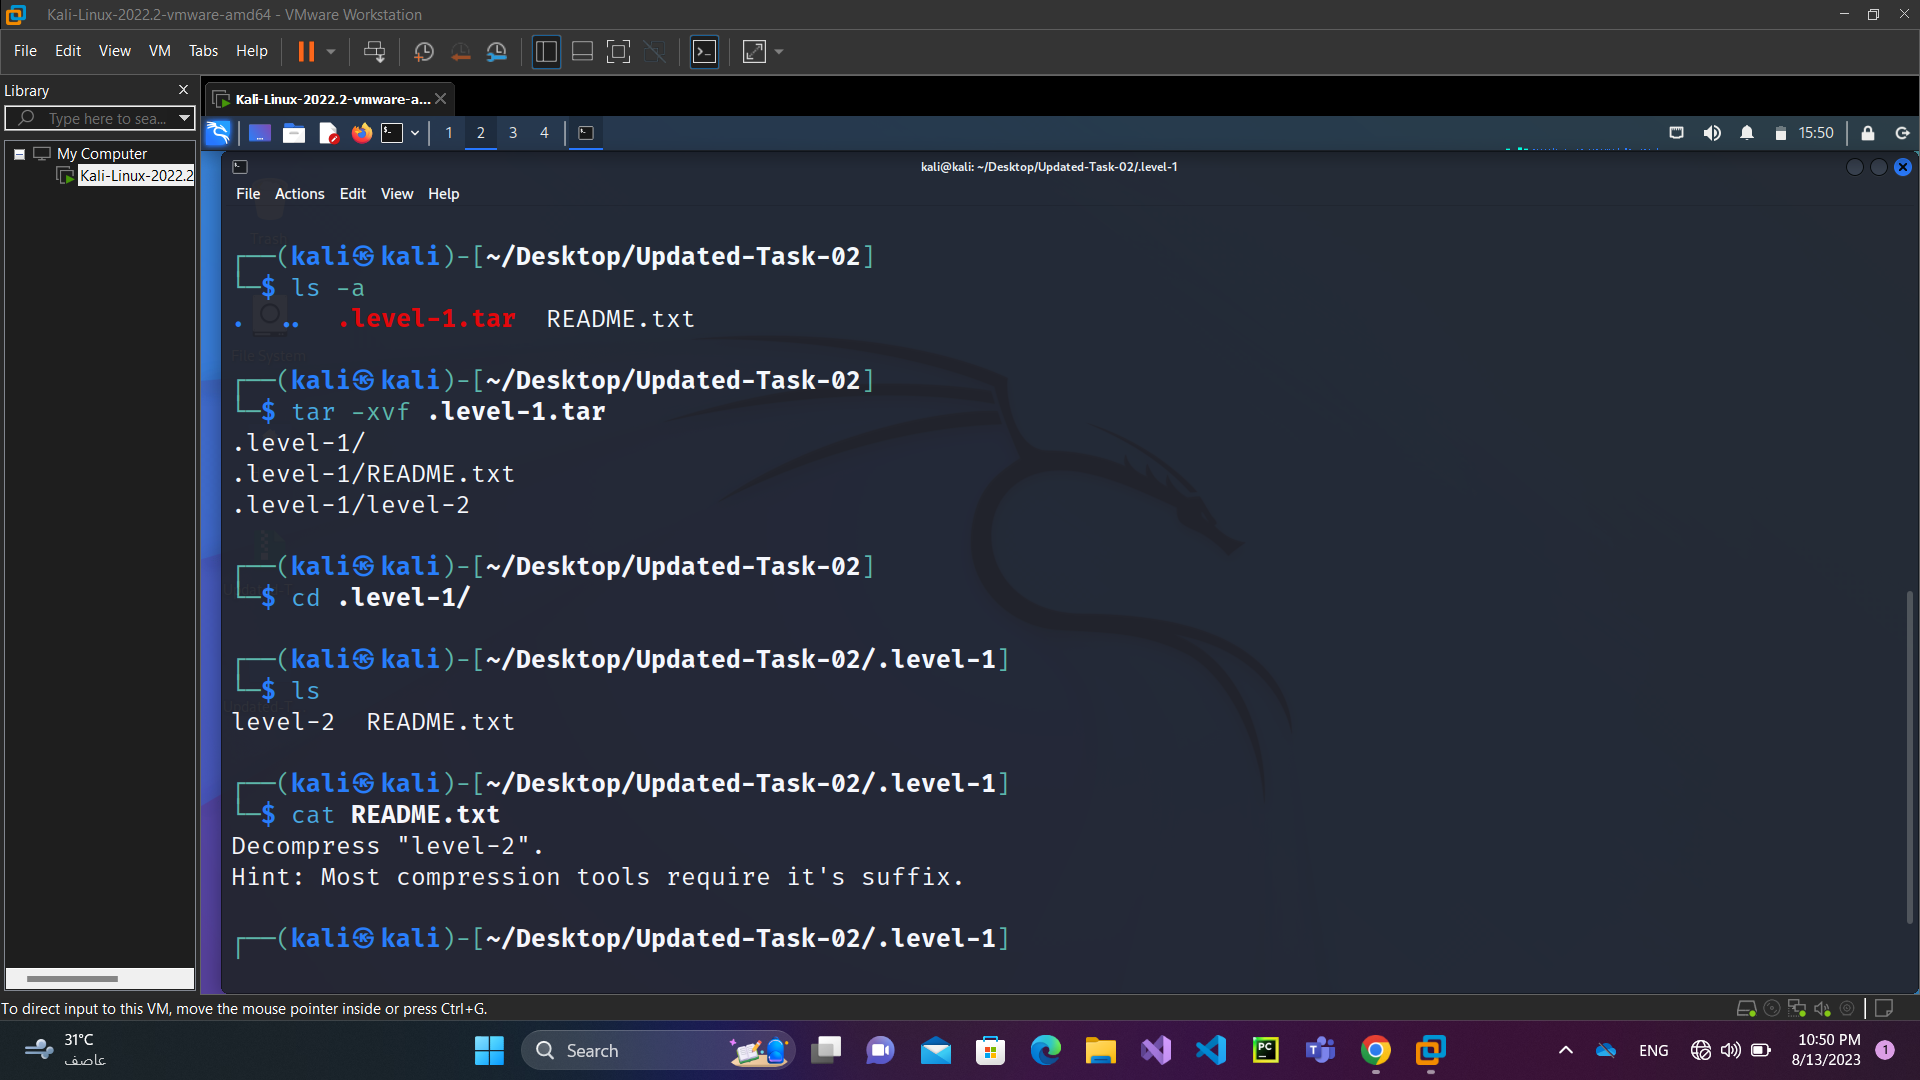 Kali-Linux-2022.2-vmware-amd64 - VMware Workstation
File Edit View VM Tabs Help
Library
Kali-Linux-2022.2-vmware-a...
Type here to sea...
1 2 3 4
15:50
My Computer
Kali-Linux-2022.2
kali@kali: ~/Desktop/Updated-Task-02/.level-1
File Actions Edit View Help
Trash
┌──(kali㉿kali)-[~/Desktop/Updated-Task-02]
└─$ ls -a
. .. .level-1.tar README.txt
File System
┌──(kali㉿kali)-[~/Desktop/Updated-Task-02]
└─$ tar -xvf .level-1.tar
.level-1/
.level-1/README.txt
.level-1/level-2
┌──(kali㉿kali)-[~/Desktop/Updated-Task-02]
└─$ cd .level-1/
┌──(kali㉿kali)-[~/Desktop/Updated-Task-02/.level-1]
└─$ ls
level-2 README.txt
┌──(kali㉿kali)-[~/Desktop/Updated-Task-02/.level-1]
└─$ cat README.txt
Decompress "level-2".
Hint: Most compression tools require it's suffix.
┌──(kali㉿kali)-[~/Desktop/Updated-Task-02/.level-1]
To direct input to this VM, move the mouse pointer inside or press Ctrl+G.
31°C
عاصف
Search
PC
ENG
10:50 PM
8/13/2023
1